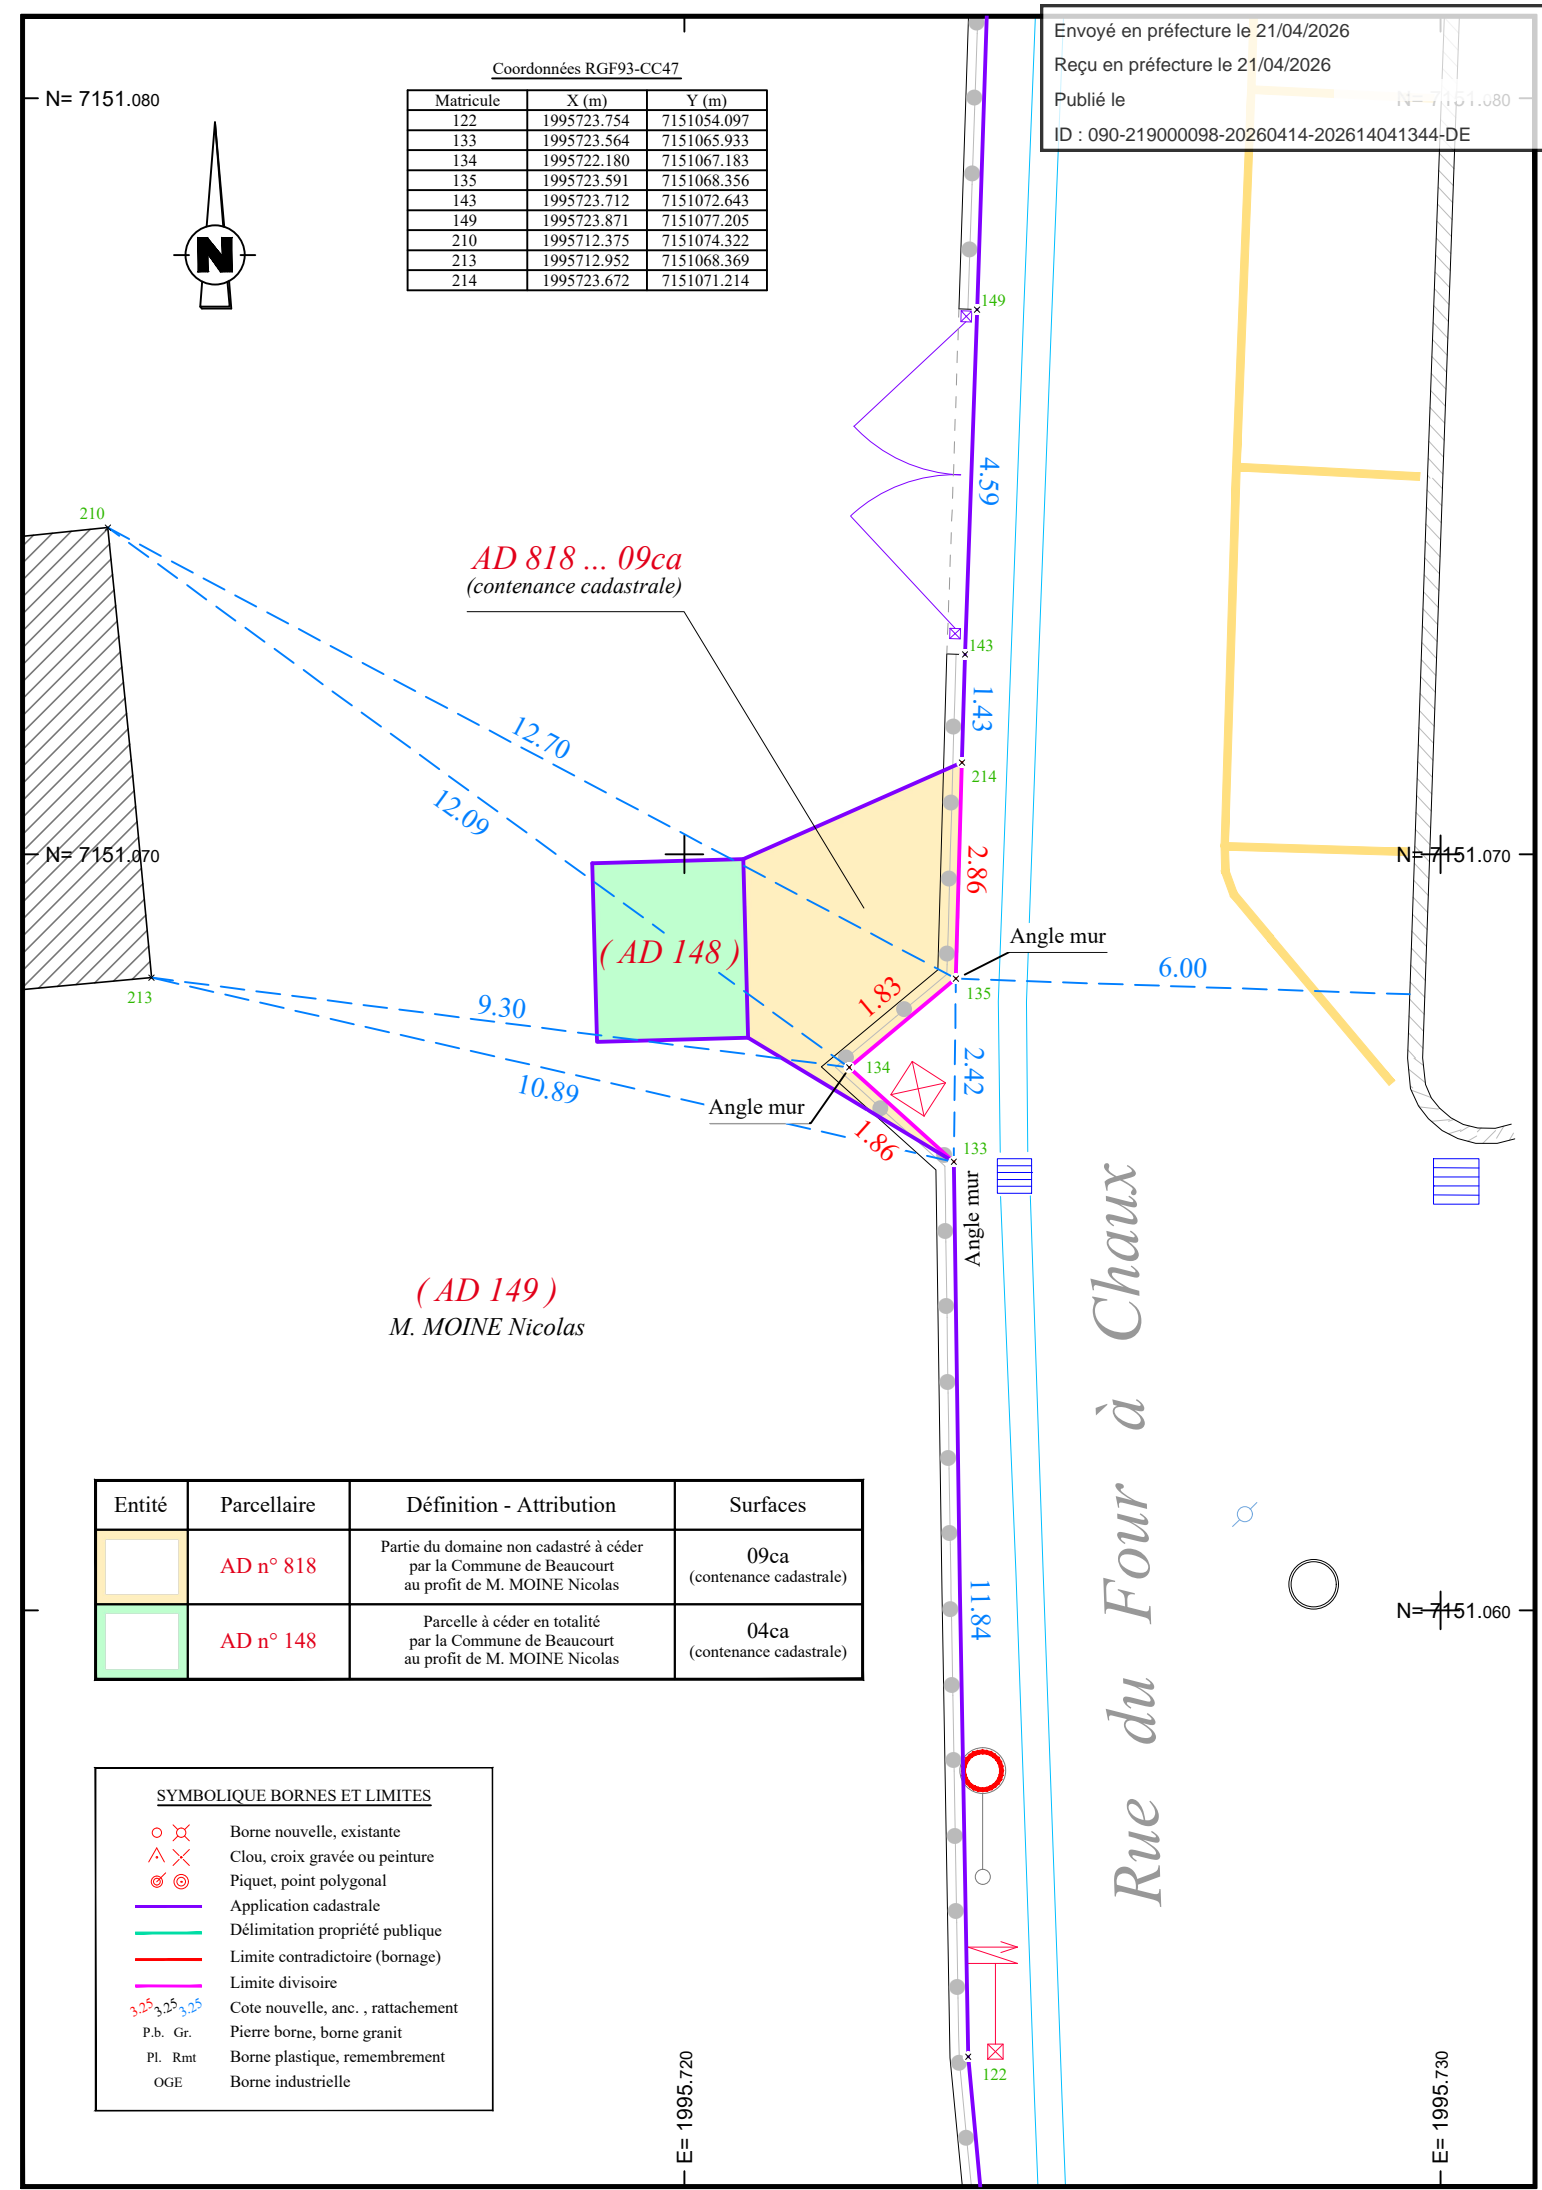 Envoyé en préfecture le 21/04/2026
Reçu en préfecture le 21/04/2026
Publié le
ID : 090-219000098-20260414-202614041344-DE
Coordonnées RGF93-CC47
Matricule X (m) Y (m)
122 1995723.754 7151054.097
133 1995723.564 7151065.933
134 1995722.180 7151067.183
135 1995723.591 7151068.356
143 1995723.712 7151072.643
149 1995723.871 7151077.205
210 1995712.375 7151074.322
213 1995712.952 7151068.369
214 1995723.672 7151071.214
N= 7151.080
N= 7151.080
N
149
4.59
210
AD 818 ... 09ca
(contenance cadastrale)
143
1.43
12.70
214
12.09
N= 7151.070
2.86
N= 7151.070
( AD 148 )
Angle mur
6.00
213
9.30
1.83
135
134
2.42
10.89
Angle mur
1.86
133
Angle mur
( AD 149 )
M. MOINE Nicolas
Rue du Four à Chaux
Entité Parcellaire Définition - Attribution Surfaces
AD n° 818
Partie du domaine non cadastré à céder
par la Commune de Beaucourt
au profit de M. MOINE Nicolas
09ca
(contenance cadastrale)
AD n° 148
Parcelle à céder en totalité
par la Commune de Beaucourt
au profit de M. MOINE Nicolas
04ca
(contenance cadastrale)
11.84
N= 7151.060
SYMBOLIQUE BORNES ET LIMITES
Borne nouvelle, existante
Clou, croix gravée ou peinture
Piquet, point polygonal
Application cadastrale
Délimitation propriété publique
Limite contradictoire (bornage)
Limite divisoire
3.25 3.25 3.25 Cote nouvelle, anc. , rattachement
P.b. Gr. Pierre borne, borne granit
Pl. Rmt Borne plastique, remembrement
OGE Borne industrielle
122
E= 1995.720
E= 1995.730